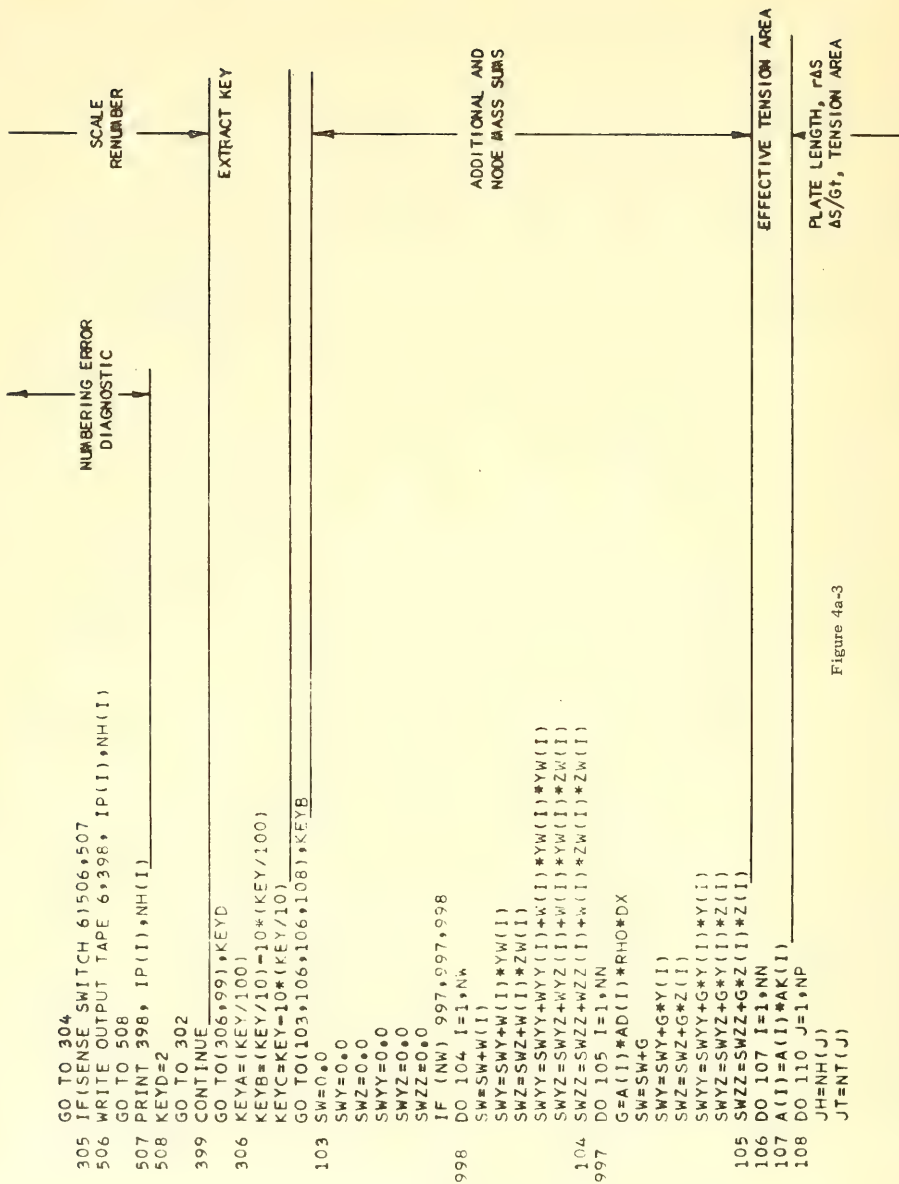 GO TO 304
305 IF(SENSE SWITCH 6)506,507
506 WRITE OUTPUT TAPE 6,398, IP(I),NH(I)
GO TO 508
507 PRINT 398, IP(I),NH(I)
508 KEYD=2
GO TO 302
399 CONTINUE
GO TO(306,99),KEYD
306 KEYA=(KEY/100)
KEYB=(KEY/10)-10*(KEY/100)
KEYC=KEY-10*(KEY/10)
GO TO(103,106,106,108),KEYB
103 SW=0.0
SWY=0.0
SWZ=0.0
SWYY=0.0
SWYZ=0.0
SWZZ=0.0
IF (NW) 997,997,998
998 DO 104 I=1,NW
SW=SW+W(I)
SWY=SWY+W(I)*YW(I)
SWZ=SWZ+W(I)*ZW(I)
SWYY=SWYY+WYY(I)+W(I)*YW(I)*YW(I)
SWYZ=SWYZ+WYZ(I)+W(I)*YW(I)*ZW(I)
104 SWZZ=SWZZ+WZZ(I)+W(I)*ZW(I)*ZW(I)
997 DO 105 I=1,NN
G=A(I)*AD(I)*RHO*DX
SW=SW+G
SWY=SWY+G*Y(I)
SWZ=SWZ+G*Z(I)
SWYY=SWYY+G*Y(I)*Y(I)
SWYZ=SWYZ+G*Y(I)*Z(I)
105 SWZZ=SWZZ+G*Z(I)*Z(I)
106 DO 107 I=1,NN
107 A(I)=A(I)*AK(I)
108 DO 110 J=1,NP
JH=NH(J)
JT=NT(J)
NUMBERING ERROR
DIAGNOSTIC
SCALE
RENUMBER
EXTRACT KEY
ADDITIONAL AND
NODE MASS SUMS
EFFECTIVE TENSION AREA
PLATE LENGTH, rΔS
ΔS/Gt, TENSION AREA
Figure 4a-3